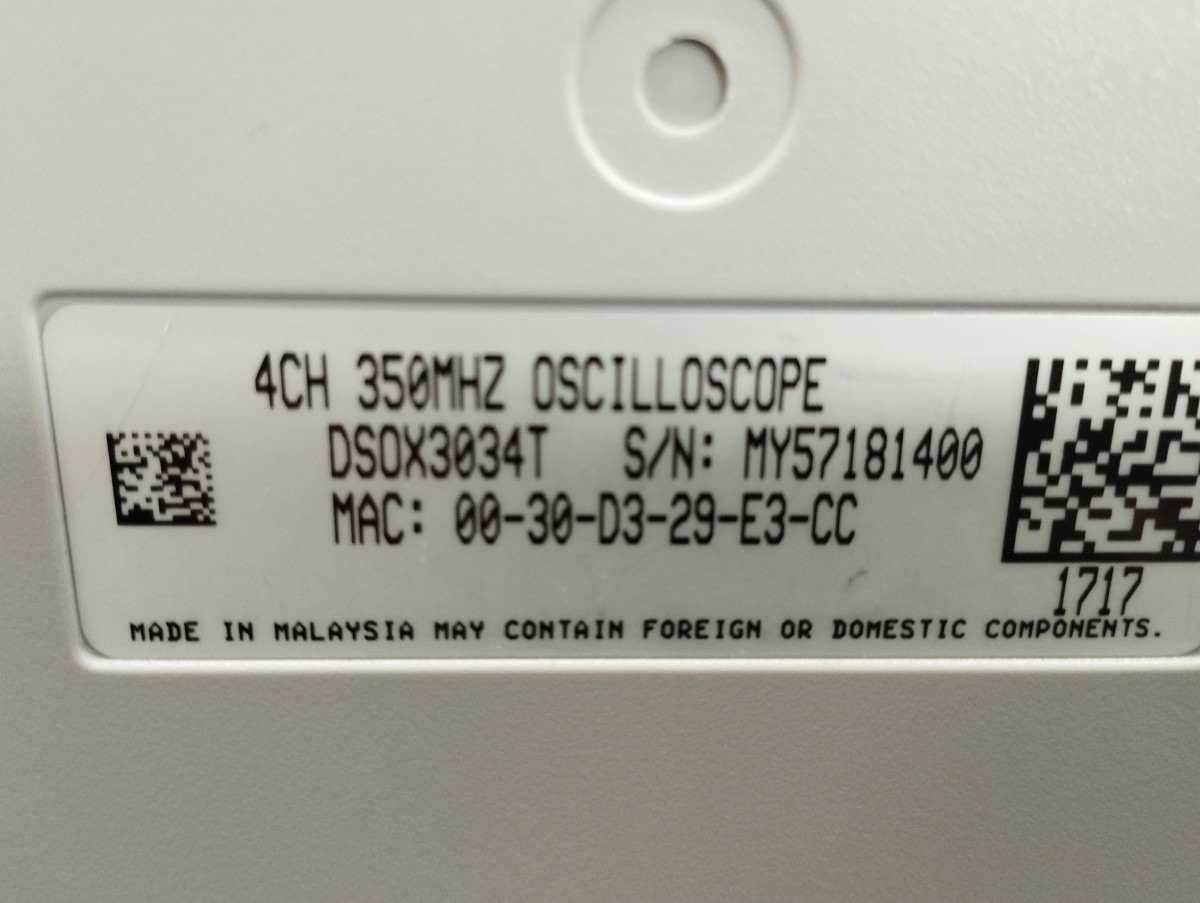 4CH 350MHZ OSCILLOSCOPE
DSOX3034T S/N: MY57181400
MAC: 00-30-D3-29-E3-CC
1717
MADE IN MALAYSIA MAY CONTAIN FOREIGN OR DOMESTIC COMPONENTS.